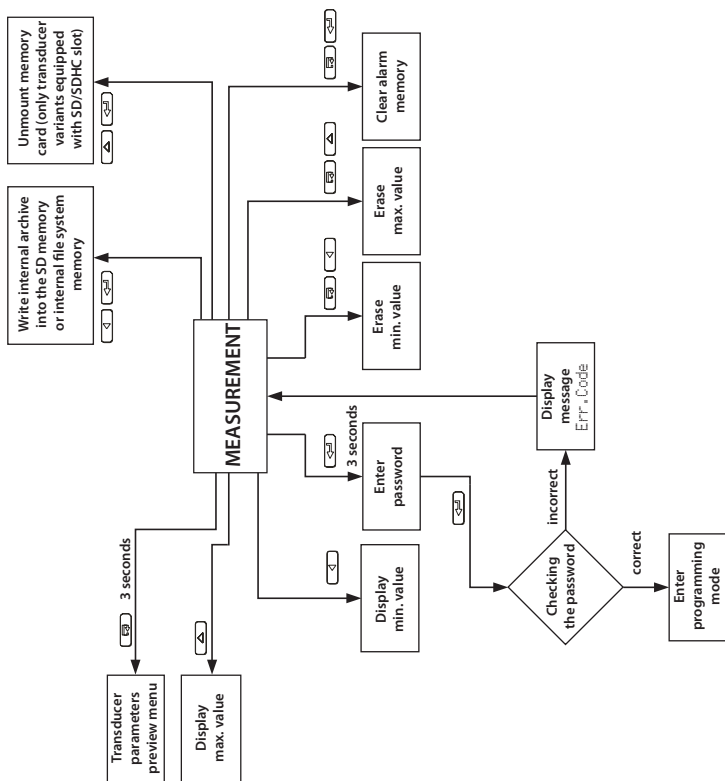 Transducer
parameters
preview menu
Write internal archive
into the SD memory
or internal file system
memory
Unmount memory
card (only transducer
variants equipped
with SD/SDHC slot)
3 seconds
Display
max. value
MEASUREMENT
3 seconds
Display
min. value
Enter
password
Erase
min. value
Erase
max. value
Clear alarm
memory
Checking
the password
incorrect
Display
message
Err.Code
correct
Enter
programming
mode